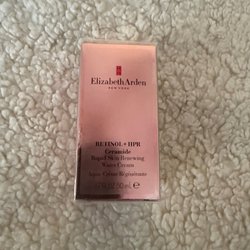 Elizabeth Arden
NEW YORK
RETINOL + HPR
Ceramide
Rapid Skin Renewing
Water Cream